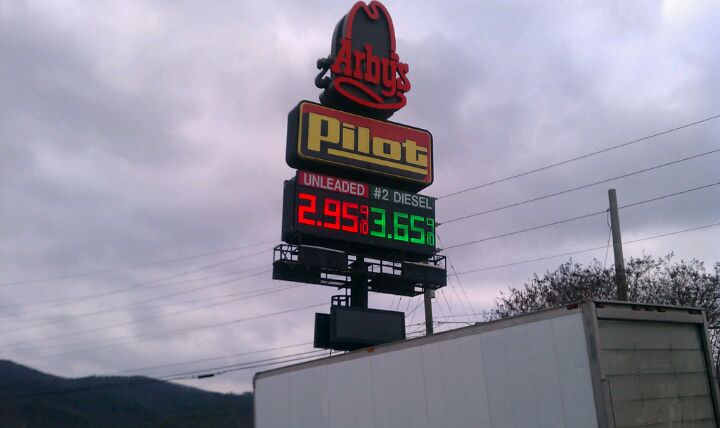 Arby's
Pilot
UNLEADED #2 DIESEL
2.95 9/10 3.65 9/10